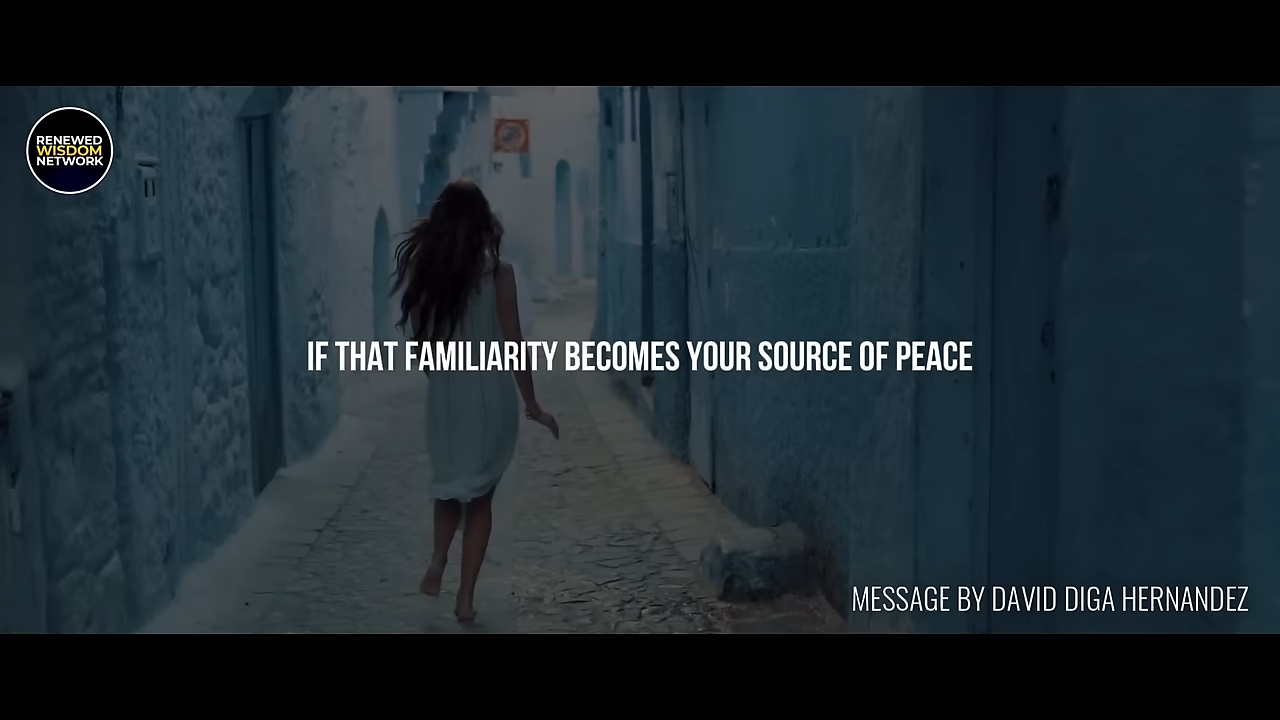 RENEWED
WISDOM
NETWORK
IF THAT FAMILIARITY BECOMES YOUR SOURCE OF PEACE
MESSAGE BY DAVID DIGA HERNANDEZ